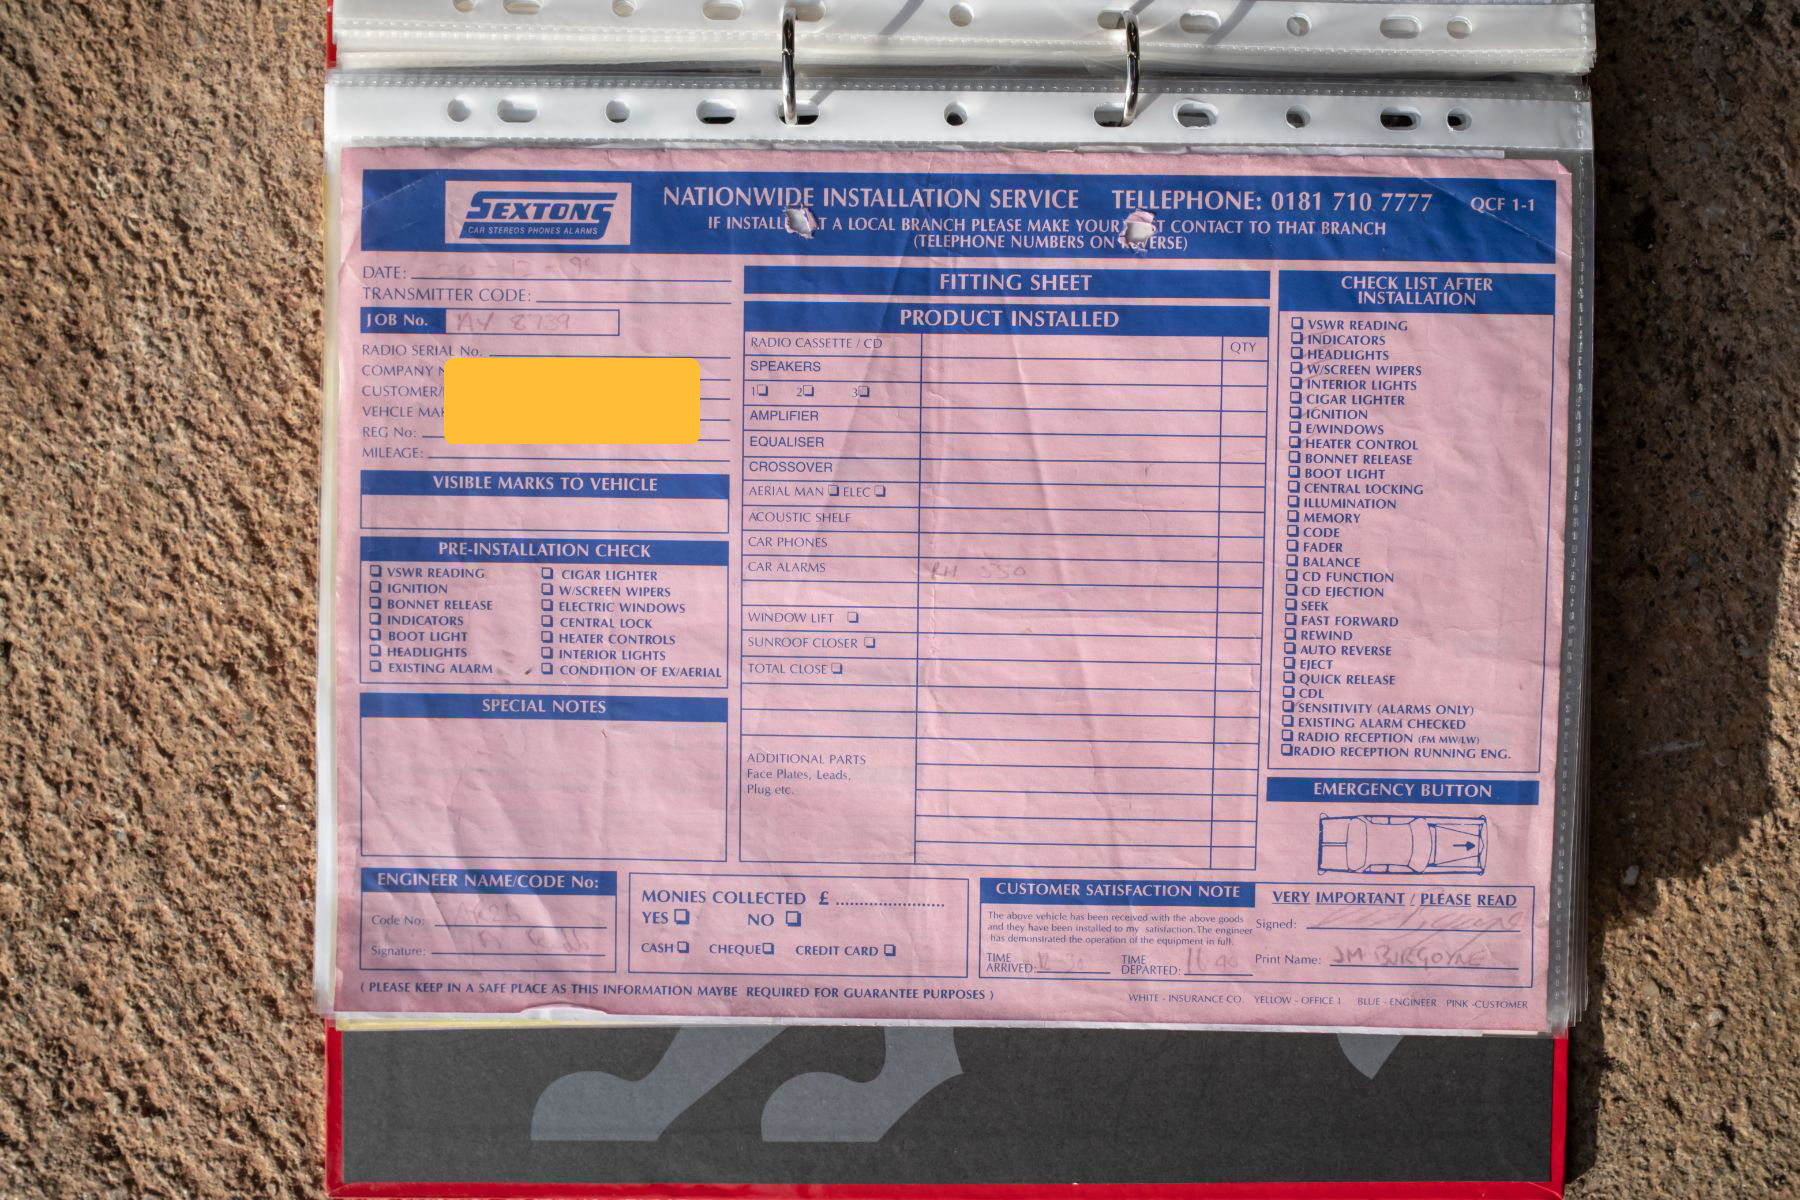 SEXTONS
CAR STEREOS PHONES ALARMS
NATIONWIDE INSTALLATION SERVICE TELLEPHONE: 0181 710 7777 QCF 1-1
IF A LOCAL BRANCH PLEASE MAKE YOUR CONTACT TO THAT BRANCH
(TELEPHONE NUMBERS ON
DATE:
TRANSMITTER CODE:
JOB No. 8739
RADIO SERIAL No.
COMPANY
CUSTOMER/
VEHCLE
REG No:
MILEAGE:
VISIBLE MARKS TO VEHICLE
PRE-INSTALLATION CHECK
VSWR READING
IGNITION
BONNET RELEASE
INDICATORS
BOOT LIGHT
HEADLIGHTS
EXISTING ALARM
CIGAR LIGHTER
W/SCREEN WIPERS
ELECTRIC WINDOWS
CENTRAL LOCK
HEATER CONTROLS
INTERIOR LIGHTS
CONDITION OF EX/AERIAL
SPECIAL NOTES
FITTING SHEET
PRODUCT INSTALLED
RADIO CASSETTE / CD QTY
SPEAKERS
1 2 3
AMPLIFIER
EQUALISER
CROSSOVER
AERIAL MAN ELEC
ACOUSTIC SHELF
CAR PHONES
CAR ALARMS 550
WINDOW LIFT
SUNROOF CLOSER
TOTAL CLOSE
ADDITIONAL PARTS
Face Plates, Leads,
Plug etc.
CHECK LIST AFTER
INSTALLATION
VSWR READING
INDICATORS
HEADLIGHTS
W/SCREEN WIPERS
INTERIOR LIGHTS
CIGAR LIGHTER
IGNITION
E/WINDOWS
HEATER CONTROL
BONNET RELEASE
BOOT LIGHT
CENTRAL LOCKING
ILLUMINATION
MEMORY
CODE
FADER
BALANCE
CD FUNCTION
CD EJECTION
SEEK
FAST FORWARD
REWIND
AUTO REVERSE
EJECT
QUICK RELEASE
CDL
SENSITIVITY (ALARMS ONLY)
EXISTING ALARM CHECKED
RADIO RECEPTION (FM MW/LW)
RADIO RECEPTION RUNNING ENG.
EMERGENCY BUTTON
ENGINEER NAME/CODE No:
Code No:
Signature:
MONIES COLLECTED £ ........................
YES NO
CASH CHEQUE CREDIT CARD
CUSTOMER SATISFACTION NOTE
The above vehicle has been received with the above goods
and they have been installed to my satisfaction. The engineer
has demonstrated the operation of the equipment in full.
TIME
ARRIVED:
TIME
DEPARTED:
VERY IMPORTANT / PLEASE READ
Signed:
Print Name: JM BURGOYNE
( PLEASE KEEP IN A SAFE PLACE AS THIS INFORMATION MAYBE REQUIRED FOR GUARANTEE PURPOSES )
WHITE - INSURANCE CO. YELLOW - OFFICE 1 BLUE - ENGINEER PINK - CUSTOMER